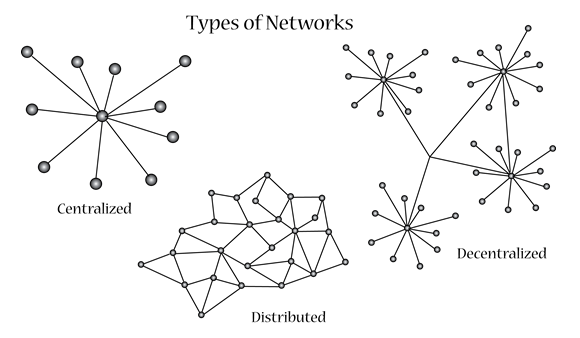 Types of Networks
Centralized
Decentralized
Distributed